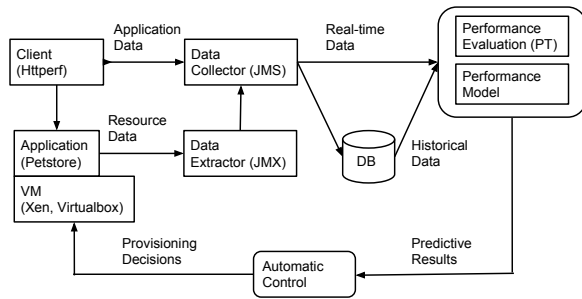 Application
Data
Real-time
Data
Client
(Httperf)
Data
Collector (JMS)
Performance
Evaluation (PT)
Performance
Model
Resource
Data
Application
(Petstore)
Data
Extractor (JMX)
DB
Historical
Data
VM
(Xen, Virtualbox)
Provisioning
Decisions
Automatic
Control
Predictive
Results